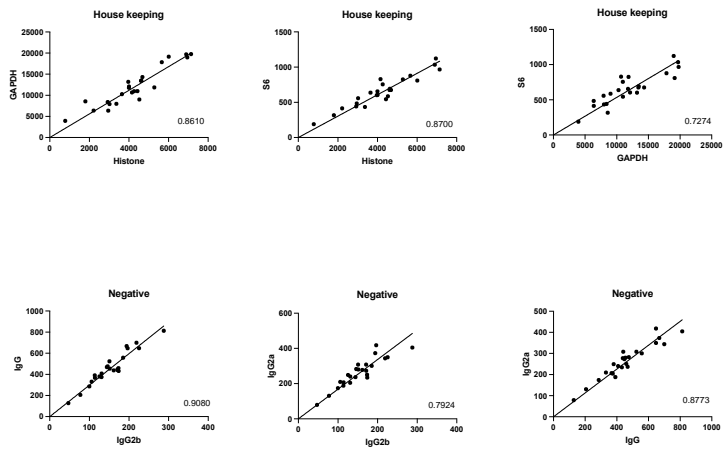 House keeping
GAPDH
25000
20000
15000
10000
5000
0
0 2000 4000 6000 8000
Histone
0.8610
House keeping
S6
1500
1000
500
0
0 2000 4000 6000 8000
Histone
0.8700
House keeping
S6
1500
1000
500
0
0 5000 10000 15000 20000 25000
GAPDH
0.7274
Negative
IgG
1000
800
600
400
200
0
0 100 200 300 400
IgG2b
0.9080
Negative
IgG2a
600
400
200
0
0 100 200 300 400
IgG2b
0.7924
Negative
IgG2a
500
400
300
200
100
0
0 200 400 600 800 1000
IgG
0.8773